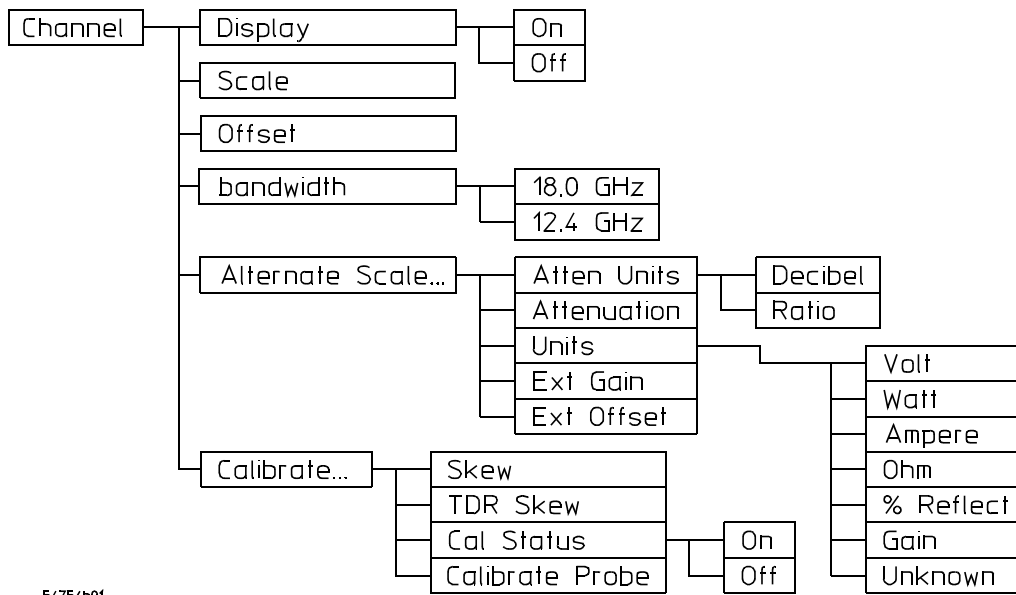 Channel
Display
On
Off
Scale
Offset
bandwidth
18.0 GHz
12.4 GHz
Alternate Scale...
Atten Units
Decibel
Ratio
Attenuation
Units
Volt
Watt
Ampere
Ohm
% Reflect
Gain
Unknown
Ext Gain
Ext Offset
Calibrate...
Skew
TDR Skew
Cal Status
On
Off
Calibrate Probe